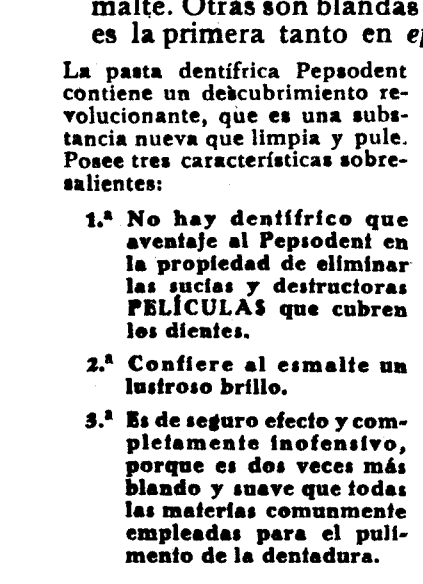 malte. Otras son blandas
es la primera tanto en
La pasta dentífrica Pepsodent
contiene un descubrimiento re-
volucionante, que es una subs-
tancia nueva que limpia y pule.
Posee tres características sobre-
salientes:
1.ª No hay dentífrico que
aventaje al Pepsodent en
la propiedad de eliminar
las sucias y destructoras
PELÍCULAS que cubren
los dientes.
2.ª Confiere al esmalte un
lustroso brillo.
3.ª Es de seguro efecto y com-
pletamente inofensivo,
porque es dos veces más
blando y suave que todas
las materias comunmente
empleadas para el puli-
mento de la dentadura.